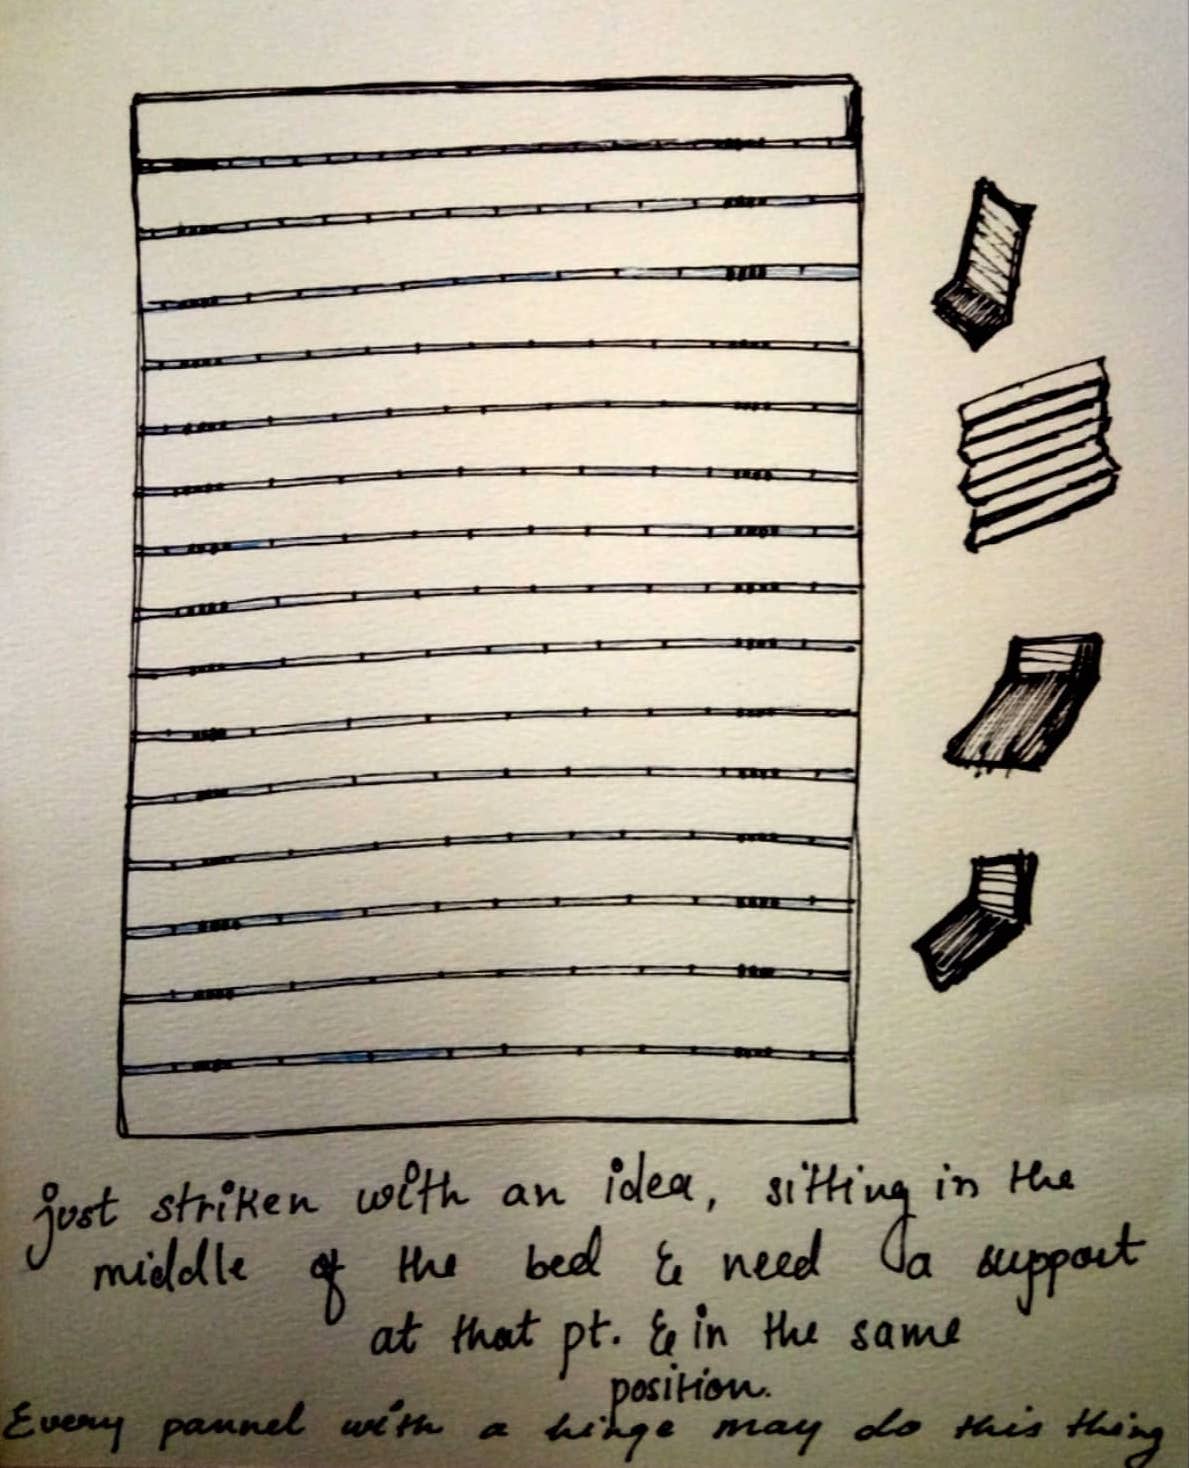 just striken with an idea, sitting in the
middle of the bed & need a support
at that pt. & in the same
position.
Every pannel with a hinge may do this thing